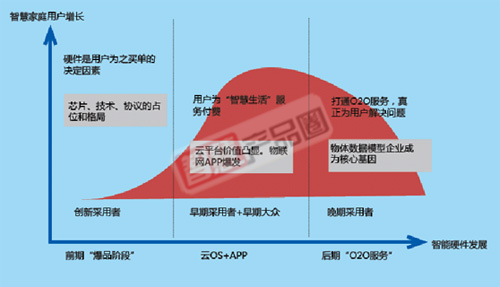 智慧家庭用户增长
硬件是用户为之买单的
决定因素
芯片、技术、协议的占
位和格局
用户为“智慧生活”服
务付费
云平台价值凸显。物联
网APP爆发
打通O2O服务，真
正为用户解决问题
物体数据模型企业成
为核心基因
智慧产品圈
创新采用者
早期采用者+早期大众
晚期采用者
智能硬件发展
前期“爆品阶段”
云OS+APP
后期“O2O服务”